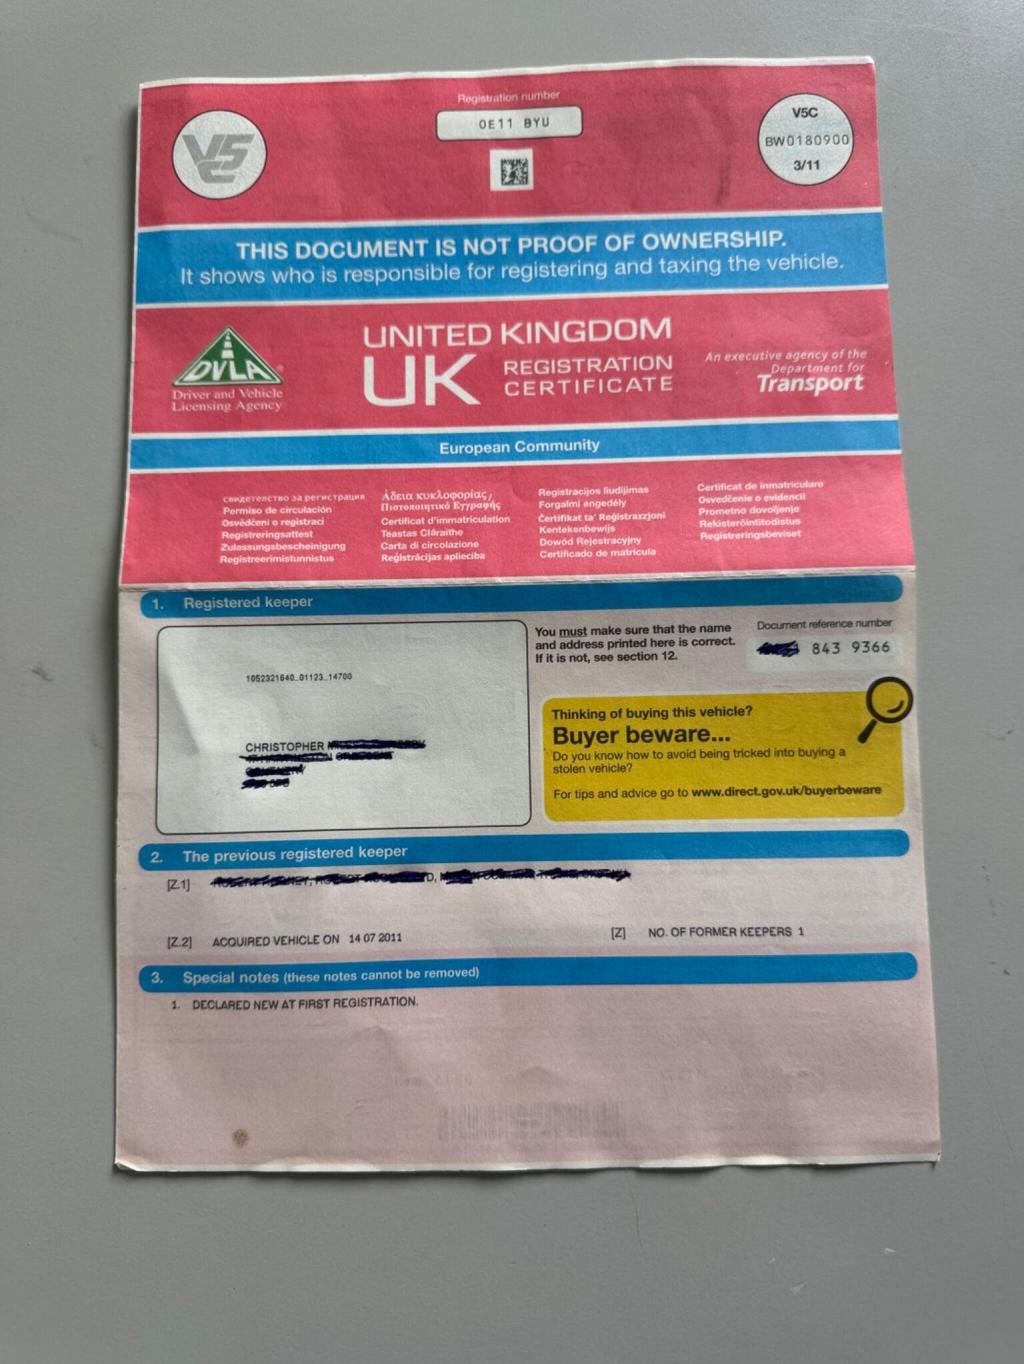 Registration number
OE11 BYU
V5C
V5C
BW0180900
3/11
THIS DOCUMENT IS NOT PROOF OF OWNERSHIP.
It shows who is responsible for registering and taxing the vehicle.
DVLA
Driver and Vehicle
Licensing Agency
UNITED KINGDOM
UK REGISTRATION
CERTIFICATE
An executive agency of the
Department for
Transport
European Community
свидетелство за регистрация
Permiso de circulación
Osvědčeni o registraci
Registreringsattest
Zulassungsbescheinigung
Registreerimistunnistus
Άδεια κυκλοφορίας/
Πιστοποιητικό Εγγραφής
Certificat d'immatriculation
Teastas Cláraithe
Carta di circolazione
Reģistrācijas apliecība
Registracijos liudijimas
Forgalmi engedély
Certifikat ta' Reġistrazzjoni
Kentekenbewijs
Dowód Rejestracyjny
Certificado de matrícula
Certificat de inmatriculare
Osvedčenie o evidencii
Prometno dovoljenje
Rekisteröintitodistus
Registreringsbeviset
1. Registered keeper
1052321640_01123_14700
CHRISTOPHER
You must make sure that the name
and address printed here is correct.
If it is not, see section 12.
Document reference number
843 9366
Thinking of buying this vehicle?
Buyer beware...
Do you know how to avoid being tricked into buying a
stolen vehicle?
For tips and advice go to www.direct.gov.uk/buyerbeware
2. The previous registered keeper
[Z.1]
[Z.2] ACQUIRED VEHICLE ON 14 07 2011
[Z] NO. OF FORMER KEEPERS 1
3. Special notes (these notes cannot be removed)
1. DECLARED NEW AT FIRST REGISTRATION.